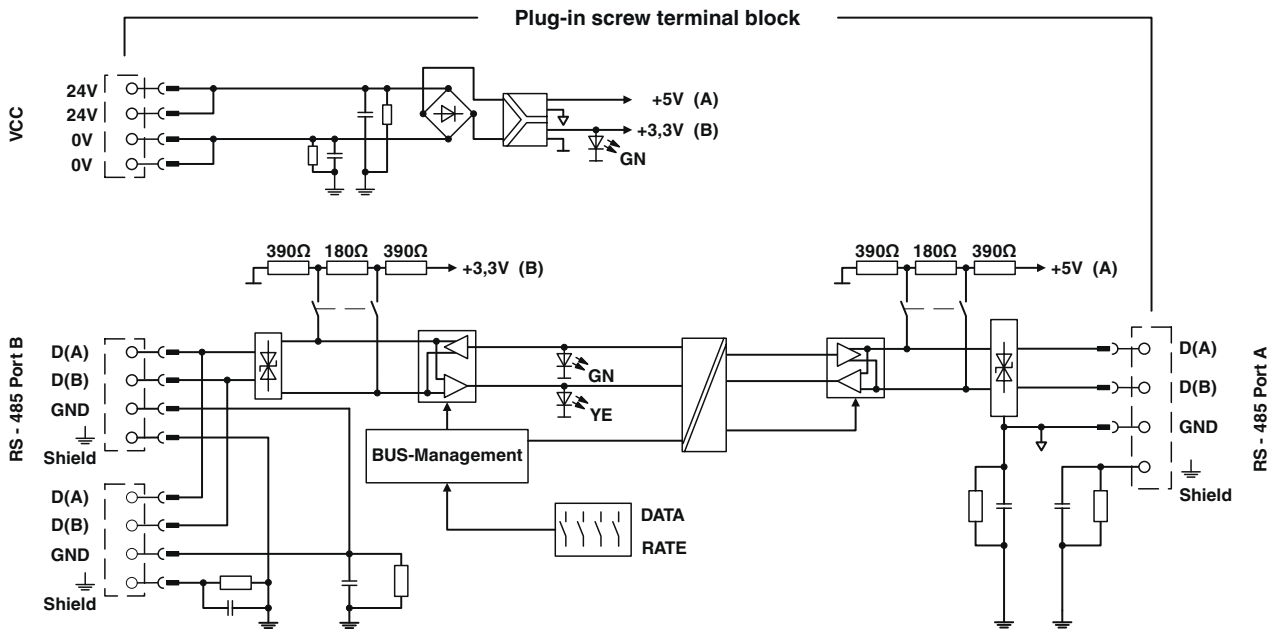 Plug-in screw terminal block
VCC
24V
24V
0V
0V
+5V (A)
+3,3V (B)
GN
390Ω 180Ω 390Ω
+3,3V (B)
390Ω 180Ω 390Ω
+5V (A)
RS - 485 Port B
D(A)
D(B)
GND
Shield
D(A)
D(B)
GND
Shield
GN
YE
BUS-Management
DATA
RATE
D(A)
D(B)
GND
Shield
RS - 485 Port A